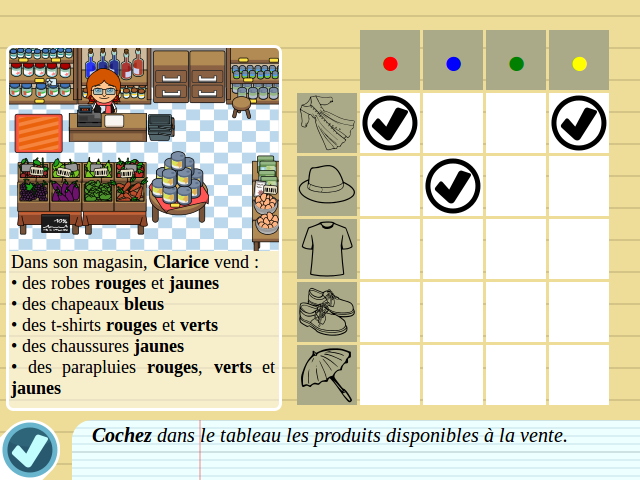 -10%
Dans son magasin, Clarice vend :
• des robes rouges et jaunes
• des chapeaux bleus
• des t-shirts rouges et verts
• des chaussures jaunes
• des parapluies rouges, verts et
jaunes
Cochez dans le tableau les produits disponibles à la vente.